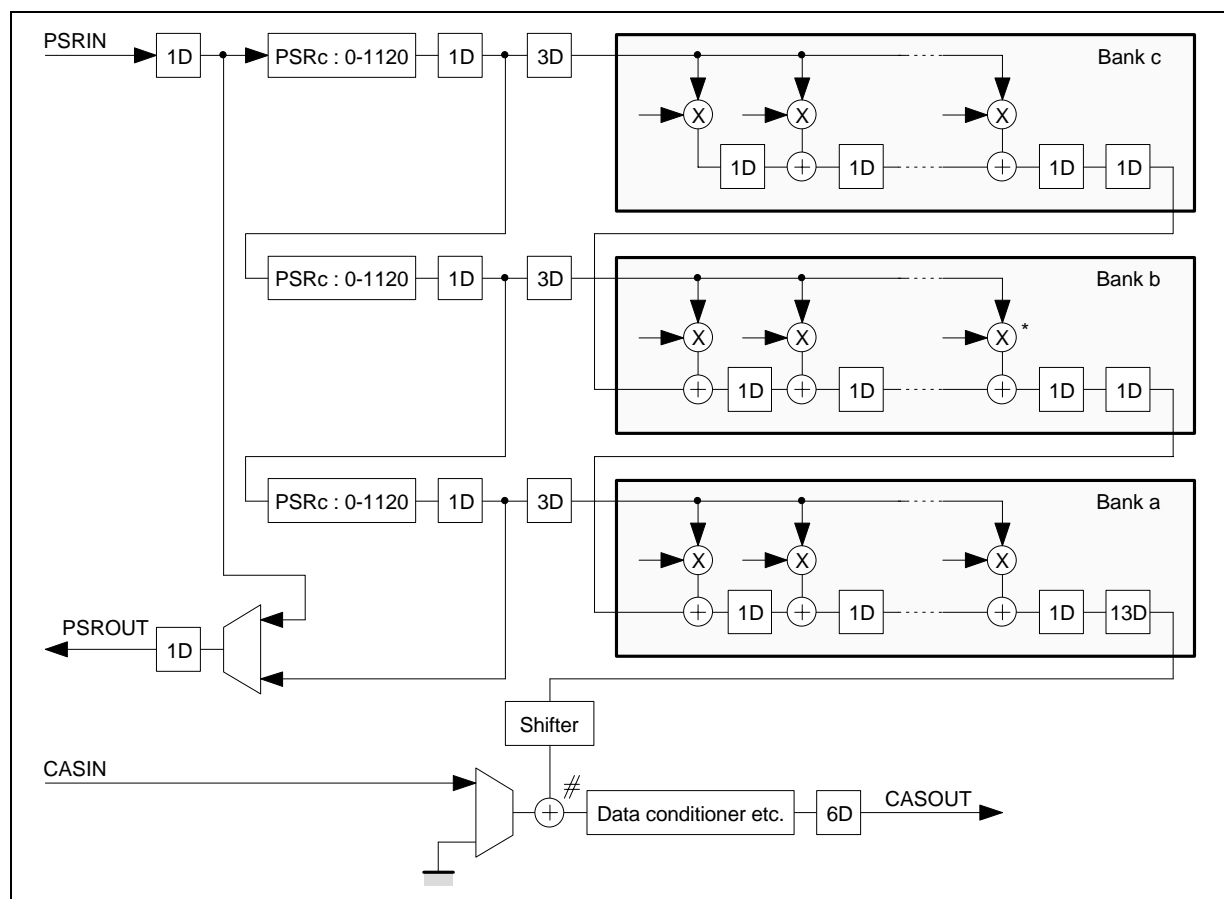 PSRIN
1D
PSRc : 0-1120
1D
3D
Bank c
X
X
X
1D
+
1D
+
1D
1D
PSRc : 0-1120
1D
3D
Bank b
X
X
X
*
+
1D
+
1D
+
1D
1D
PSRc : 0-1120
1D
3D
Bank a
X
X
X
+
1D
+
1D
+
1D
13D
PSROUT
1D
Shifter
CASIN
#
+
Data conditioner etc.
6D
CASOUT